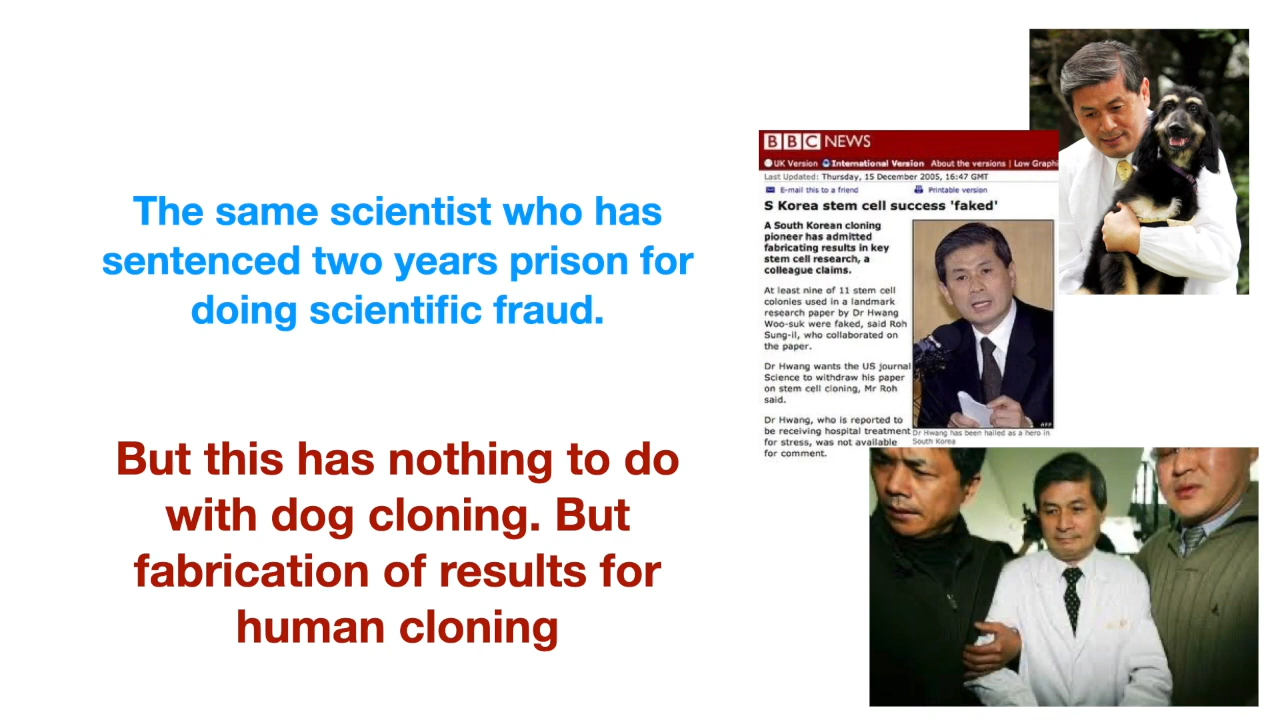 The same scientist who has
sentenced two years prison for
doing scientific fraud.
But this has nothing to do
with dog cloning. But
fabrication of results for
human cloning
BBC NEWS
UK Version International Version About the versions | Low Graphi
Last Updated: Thursday, 15 December 2005, 16:47 GMT
E-mail this to a friend Printable version
S Korea stem cell success 'faked'
A South Korean cloning
pioneer has admitted
fabricating results in key
stem cell research, a
colleague claims.
At least nine of 11 stem cell
colonies used in a landmark
research paper by Dr Hwang
Woo-suk were faked, said Roh
Sung-il, who collaborated on
the paper.
Dr Hwang wants the US journal
Science to withdraw his paper
on stem cell cloning, Mr Roh
said.
Dr Hwang, who is reported to
be receiving hospital treatment
for stress, was not available
for comment.
AFP
Dr Hwang has been hailed as a hero in
South Korea